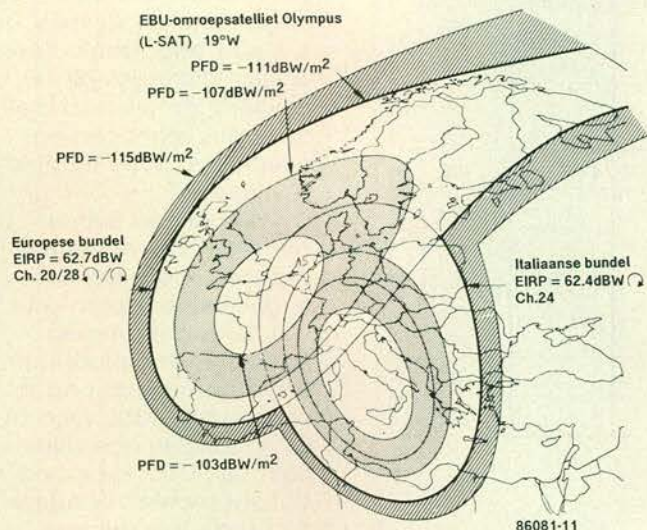 EBU-omroepsatelliet Olympus
(L-SAT) 19°W
PFD = −111dBW/m²
PFD = −107dBW/m²
PFD = −115dBW/m²
Europese bundel
EIRP = 62.7dBW
Ch. 20/28
Italiaanse bundel
EIRP = 62.4dBW
Ch.24
PFD = −103dBW/m²
86081-11